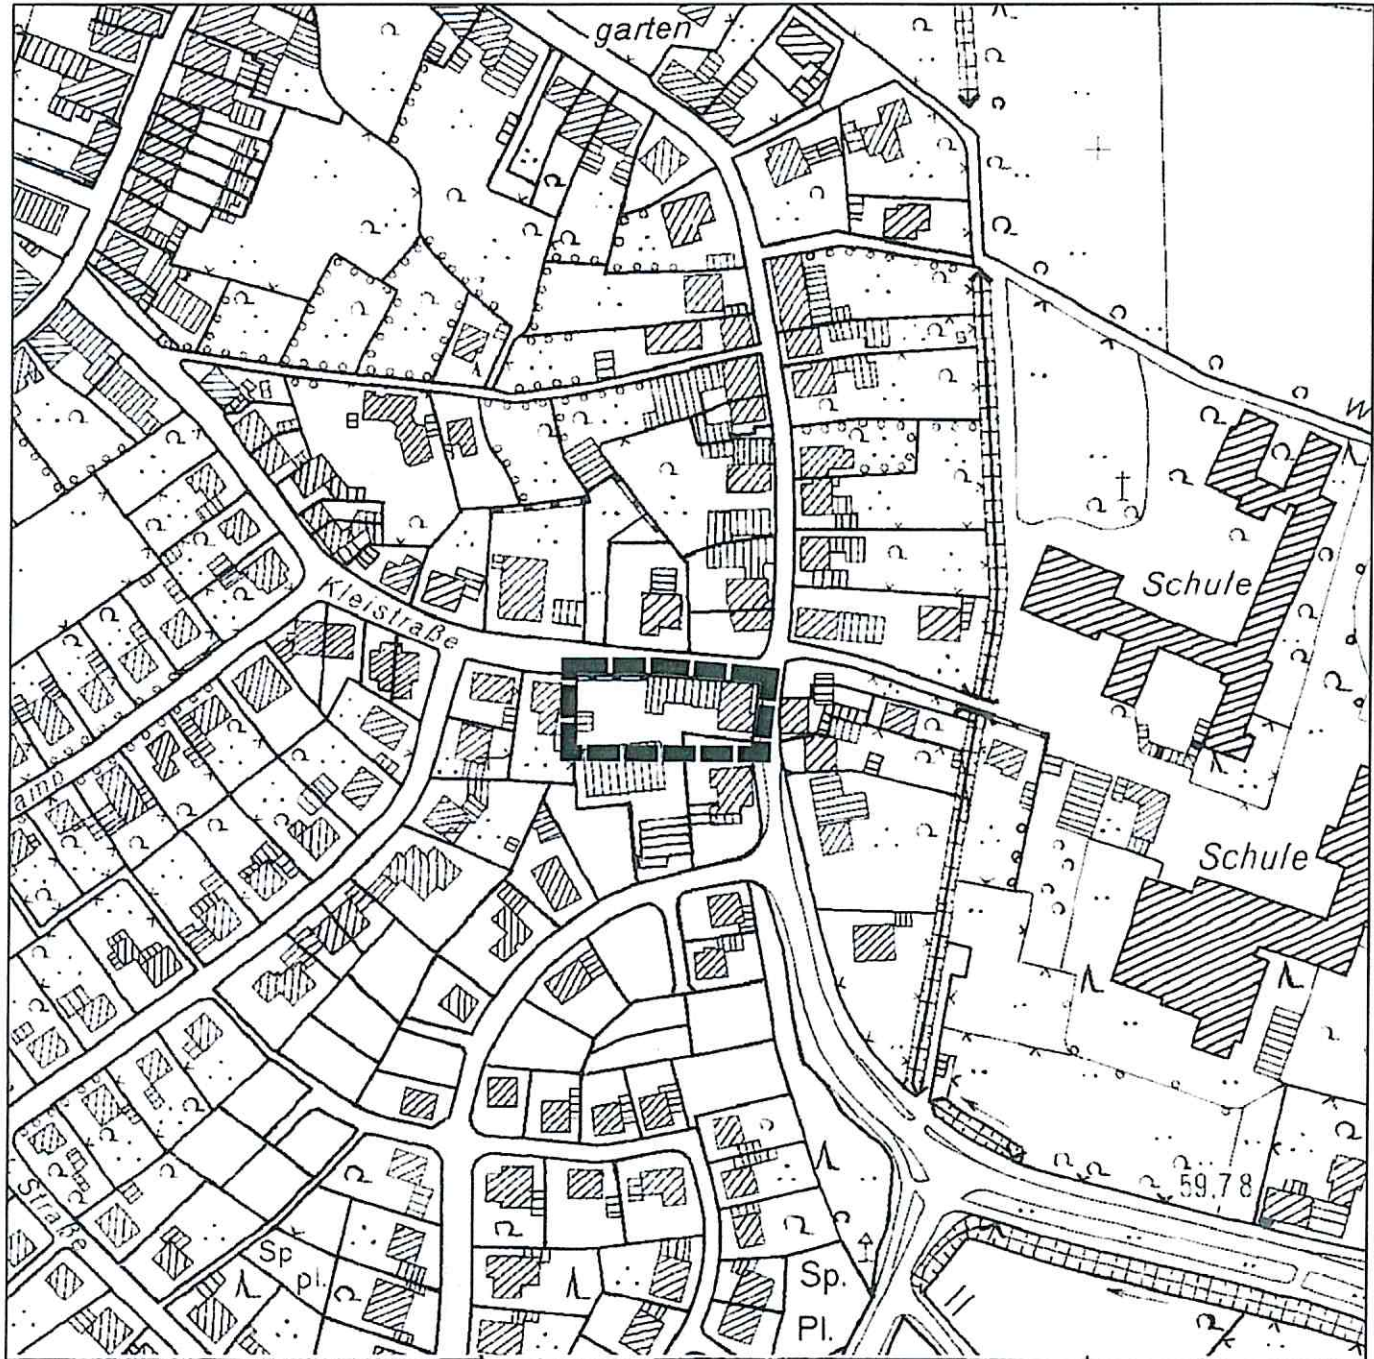 garten
Schule
Kleistraße
Schule
amp
59.78
Straße
Sp.
pl.
Sp.
Pl.